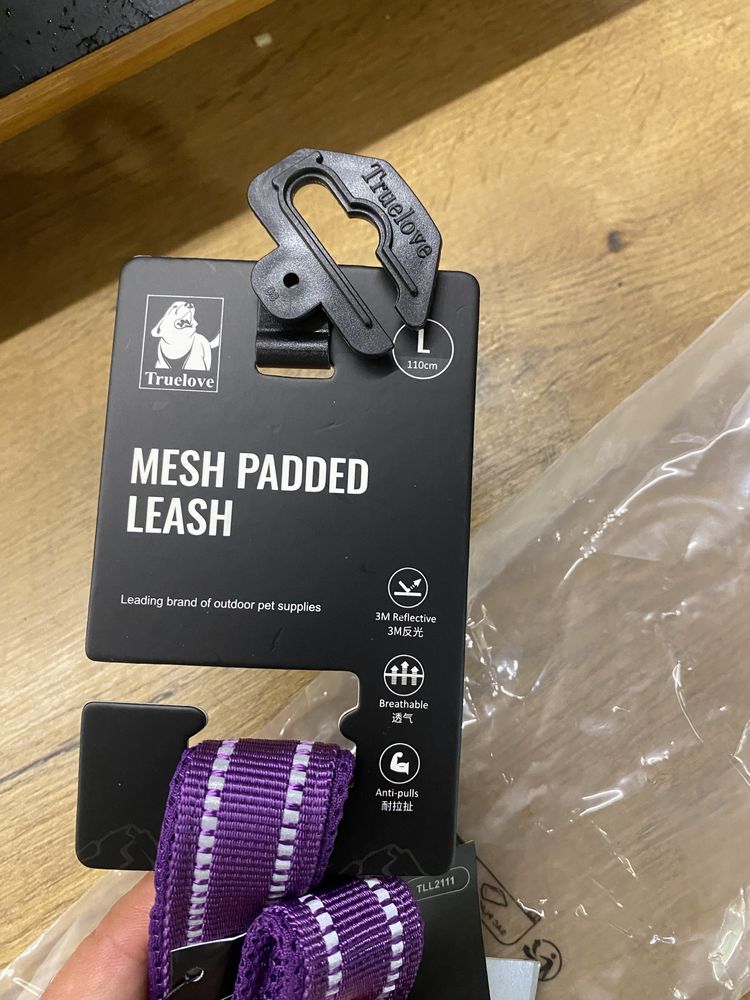 Truelove
L
110cm
Truelove
MESH PADDED
LEASH
Leading brand of outdoor pet supplies
3M Reflective
3M反光
Breathable
透气
Anti-pulls
耐拉扯
TLL2111